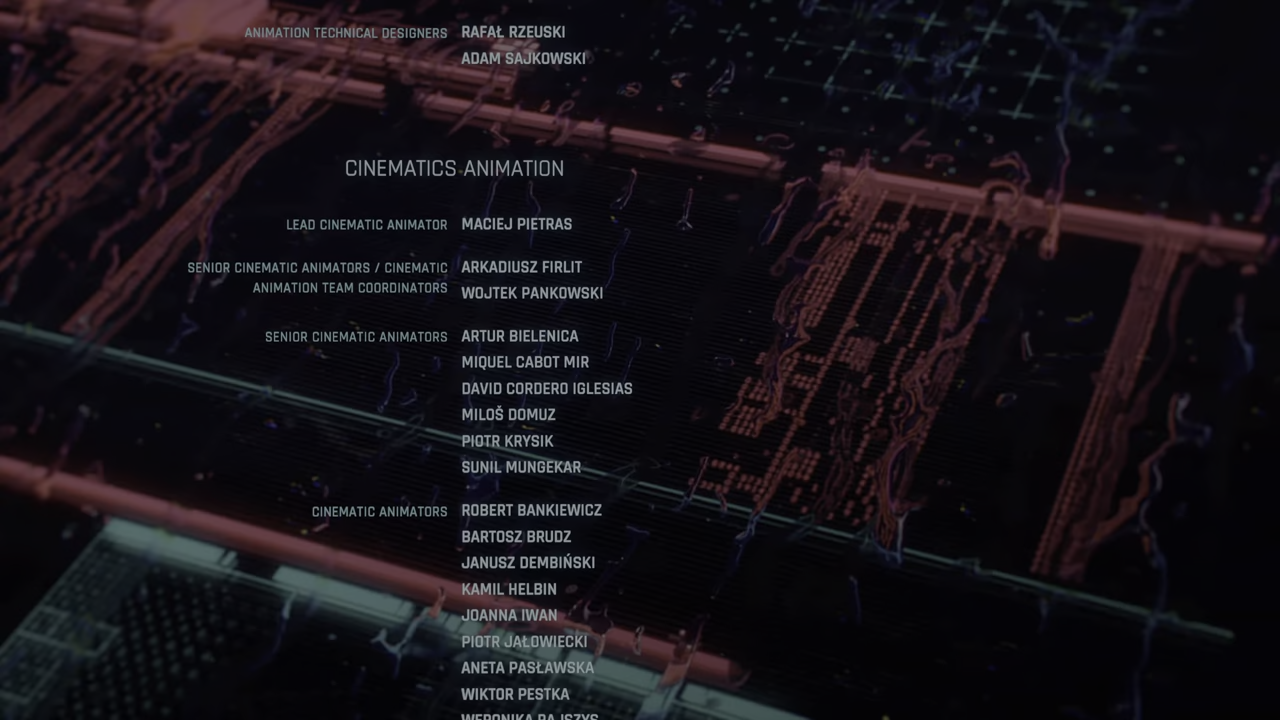 ANIMATION TECHNICAL DESIGNERS RAFAŁ RZEUSKI
ADAM SAJKOWSKI
CINEMATICS ANIMATION
LEAD CINEMATIC ANIMATOR MACIEJ PIETRAS
SENIOR CINEMATIC ANIMATORS / CINEMATIC ARKADIUSZ FIRLIT
ANIMATION TEAM COORDINATORS WOJTEK PANKOWSKI
SENIOR CINEMATIC ANIMATORS ARTUR BIELENICA
MIQUEL CABOT MIR
DAVID CORDERO IGLESIAS
MILOŠ DOMUZ
PIOTR KRYSIK
SUNIL MUNGEKAR
CINEMATIC ANIMATORS ROBERT BANKIEWICZ
BARTOSZ BRUDZ
JANUSZ DEMBIŃSKI
KAMIL HELBIN
JOANNA IWAN
PIOTR JAŁOWIECKI
ANETA PASŁAWSKA
WIKTOR PESTKA
WERONIKA RAJSZYS